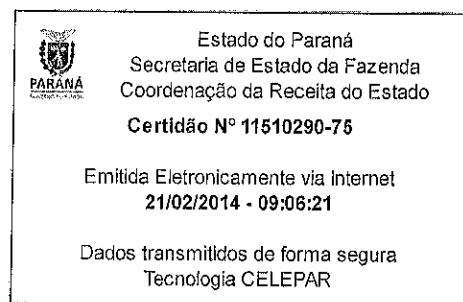 PARANÁ
Estado do Paraná
Secretaria de Estado da Fazenda
Coordenação da Receita do Estado
Certidão Nº 11510290-75
Emitida Eletronicamente via Internet
21/02/2014 - 09:06:21
Dados transmitidos de forma segura
Tecnologia CELEPAR